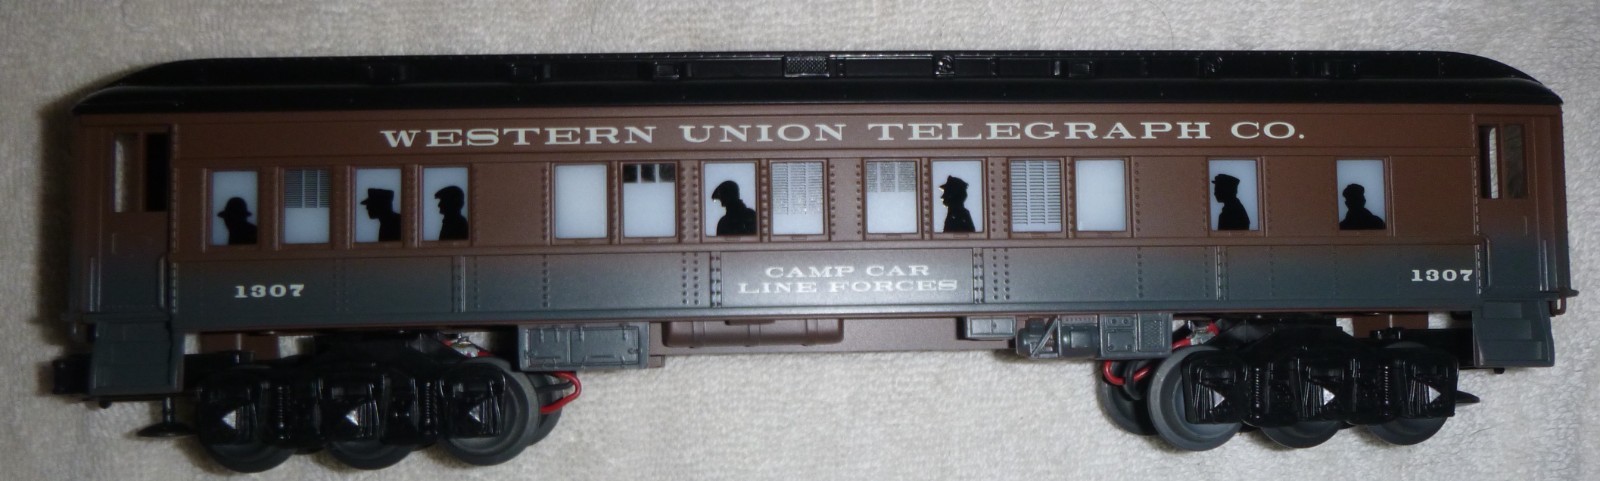 WESTERN UNION TELEGRAPH CO.
CAMP CAR
LINE FORCES
1307
1307